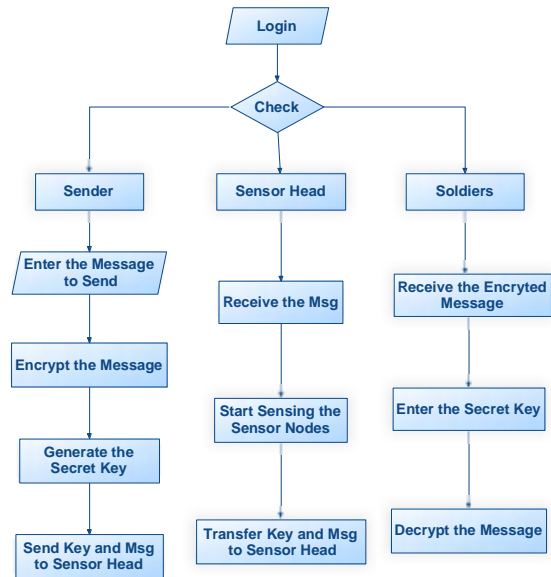 Login
Check
Sender
Sensor Head
Soldiers
Enter the Message
to Send
Receive the Msg
Receive the Encryted
Message
Encrypt the Message
Start Sensing the
Sensor Nodes
Enter the Secret Key
Generate the
Secret Key
Send Key and Msg
to Sensor Head
Transfer Key and Msg
to Sensor Head
Decrypt the Message